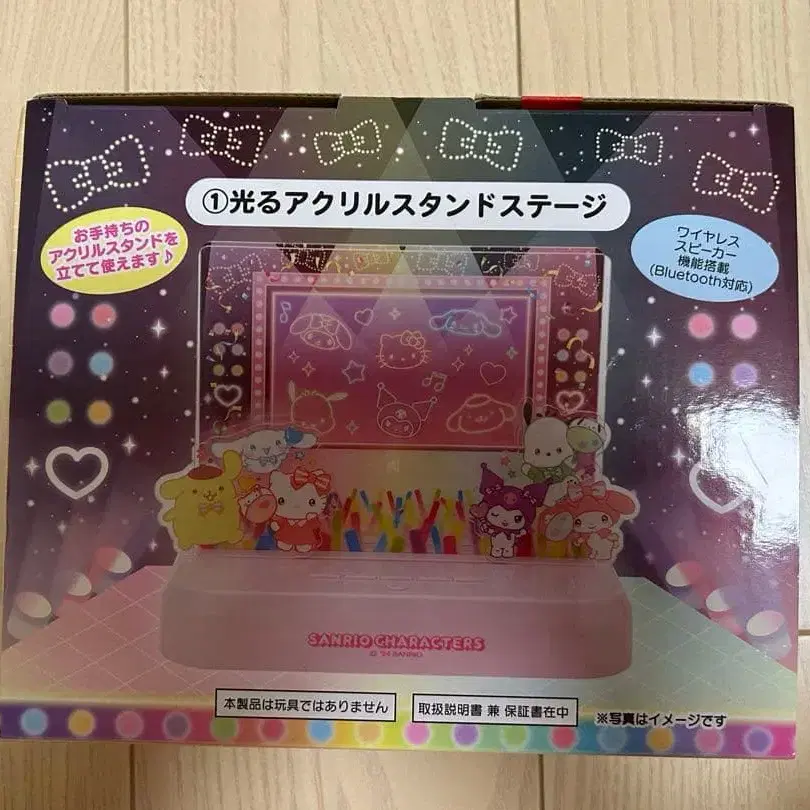 ①光るアクリルスタンドステージ
お手持ちの
アクリルスタンドを
立てて使えます♪
ワイヤレス
スピーカー
機能搭載
(Bluetooth対応)
SANRIO CHARACTERS
© '24 SANRIO
本製品は玩具ではありません
取扱説明書 兼 保証書在中
※写真はイメージです